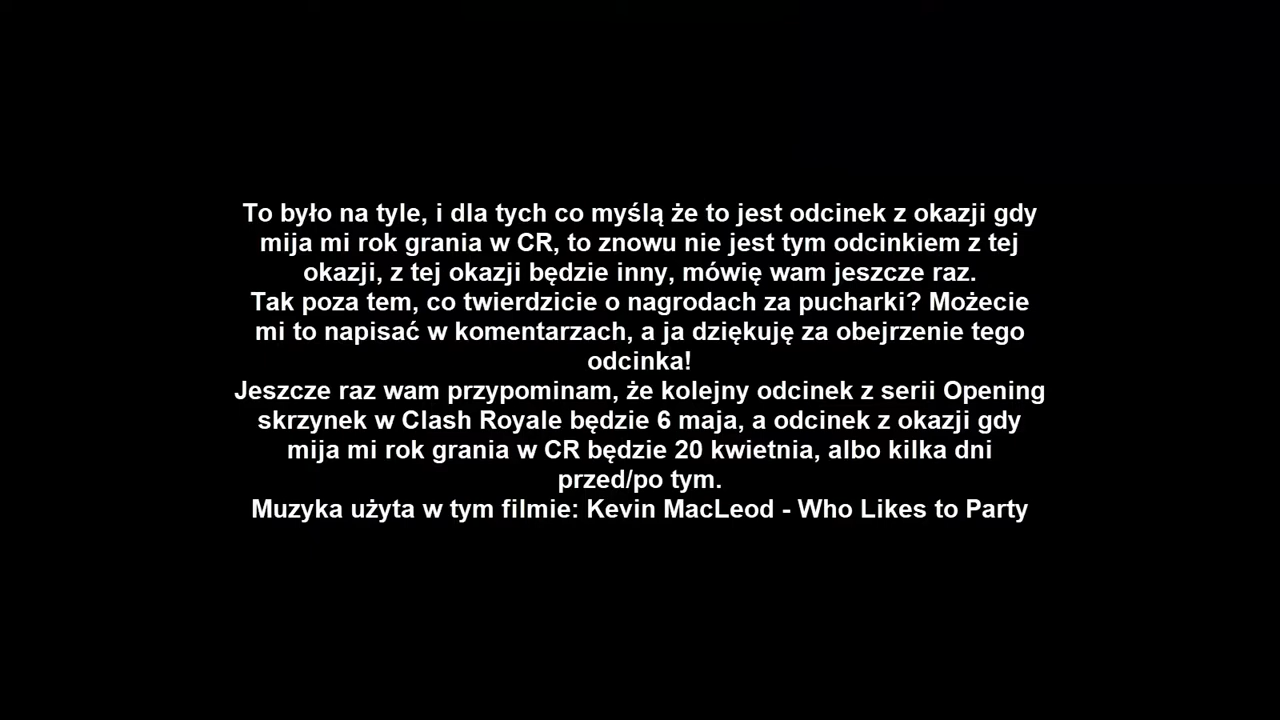 To było na tyle, i dla tych co myślą że to jest odcinek z okazji gdy
mija mi rok grania w CR, to znowu nie jest tym odcinkiem z tej
okazji, z tej okazji będzie inny, mówię wam jeszcze raz.
Tak poza tem, co twierdzicie o nagrodach za pucharki? Możecie
mi to napisać w komentarzach, a ja dziękuję za obejrzenie tego
odcinka!
Jeszcze raz wam przypominam, że kolejny odcinek z serii Opening
skrzynek w Clash Royale będzie 6 maja, a odcinek z okazji gdy
mija mi rok grania w CR będzie 20 kwietnia, albo kilka dni
przed/po tym.
Muzyka użyta w tym filmie: Kevin MacLeod - Who Likes to Party